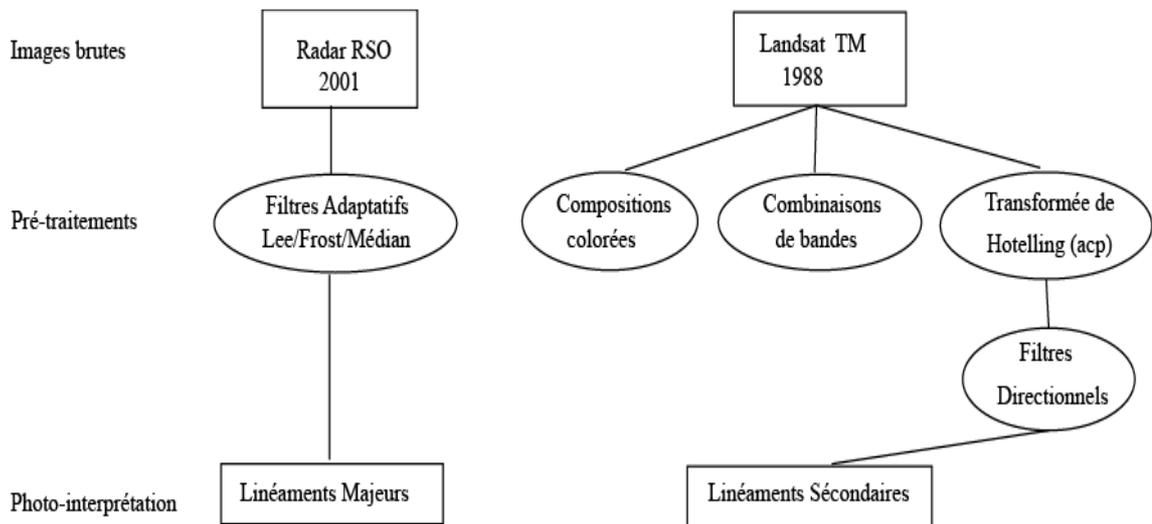 Images brutes
Radar RSO
2001
Landsat TM
1988
Pré-traitements
Filtres Adaptatifs
Lee/Frost/Médian
Compositions
colorées
Combinaisons
de bandes
Transformée de
Hotelling (acp)
Filtres
Directionnels
Photo-interprétation
Linéaments Majeurs
Linéaments Sécondaires